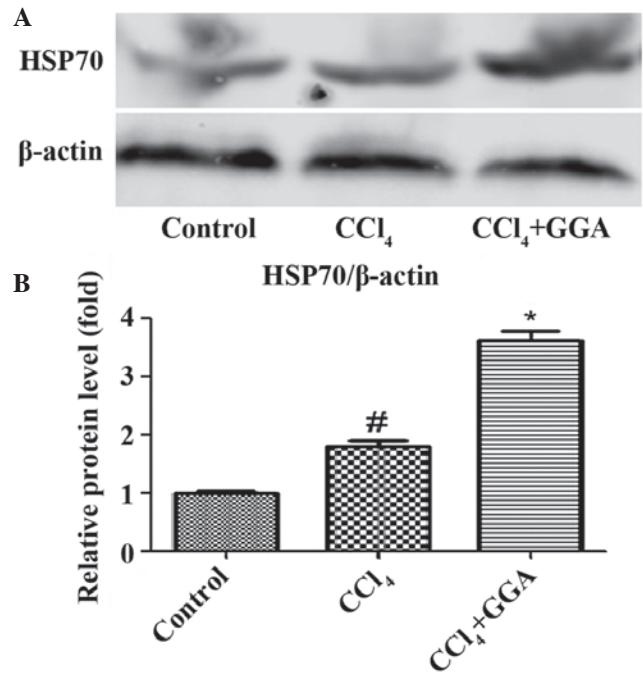 A
HSP70
β-actin
Control CCl₄ CCl₄+GGA
B
HSP70/β-actin
Relative protein level (fold)
4
3
2
1
0
#
*
Control
CCl₄
CCl₄+GGA